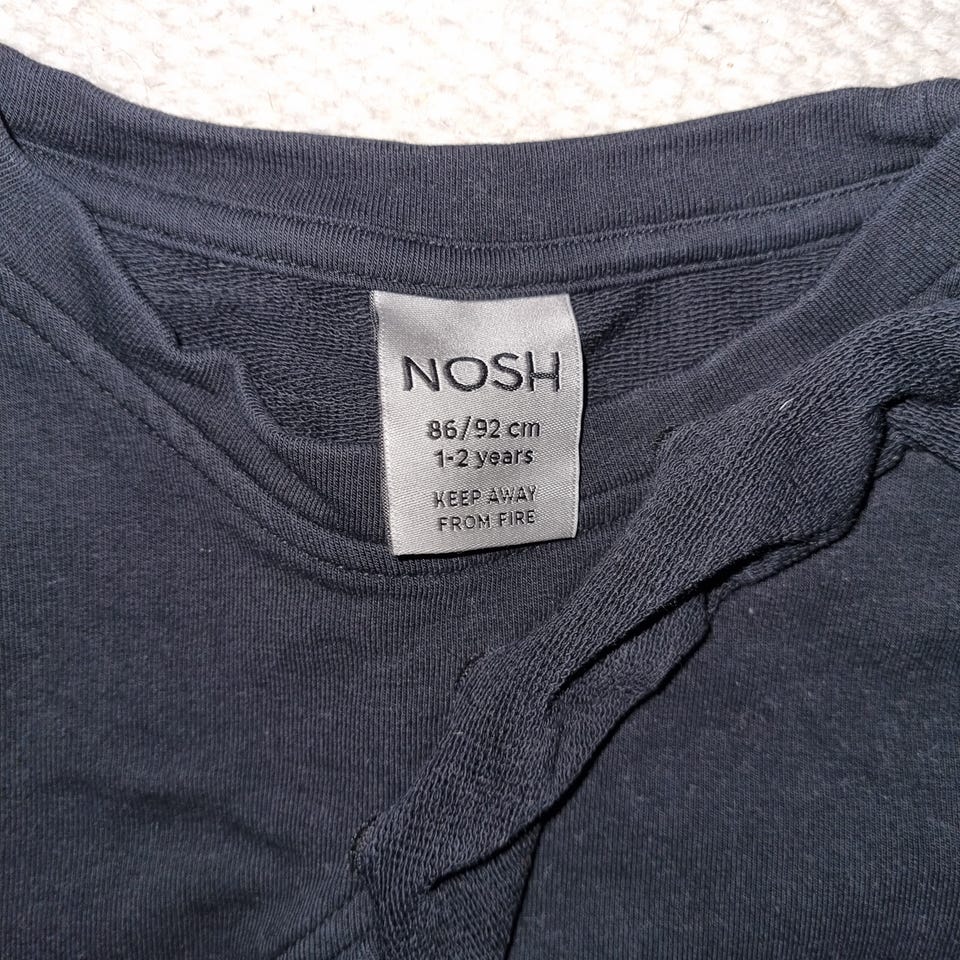 NOSH
86/92 cm
1-2 years
KEEP AWAY
FROM FIRE